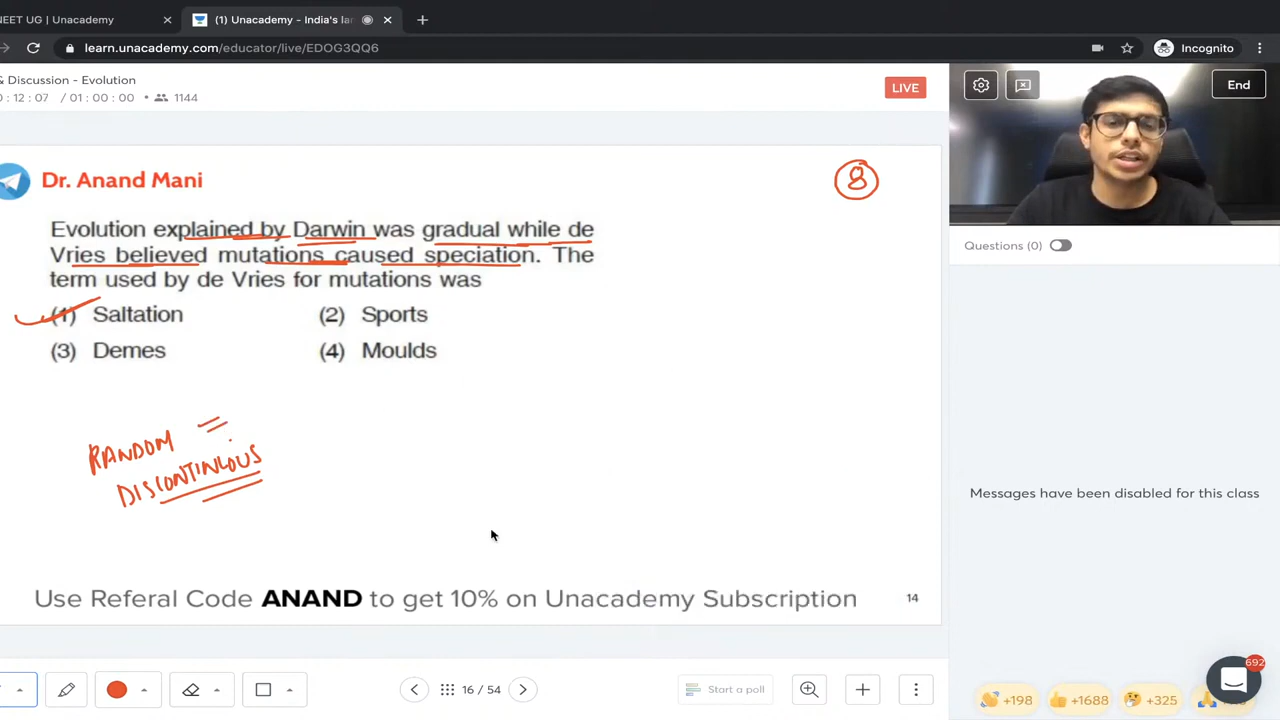 NEET UG | Unacademy
(1) Unacademy - India's la
learn.unacademy.com/educator/live/EDOG3QQ6
Incognito
& Discussion - Evolution
0 : 12 : 07 / 01 : 00 : 00 • 1144
LIVE
End
Dr. Anand Mani
8
Evolution explained by Darwin was gradual while de
Vries believed mutations caused speciation. The
term used by de Vries for mutations was
(1) Saltation (2) Sports
(3) Demes (4) Moulds
RANDOM =
DISCONTINUOUS
Use Referal Code ANAND to get 10% on Unacademy Subscription
14
Questions (0)
Messages have been disabled for this class
16 / 54
Start a poll
692
+198 +1688 +325